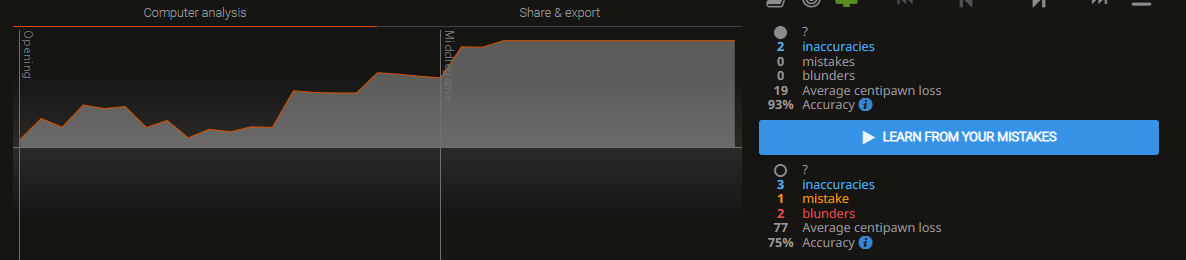 Computer analysis
Share & export
Opening
Middlegame
?
2 inaccuracies
0 mistakes
0 blunders
19 Average centipawn loss
93% Accuracy
LEARN FROM YOUR MISTAKES
?
3 inaccuracies
1 mistake
2 blunders
77 Average centipawn loss
75% Accuracy